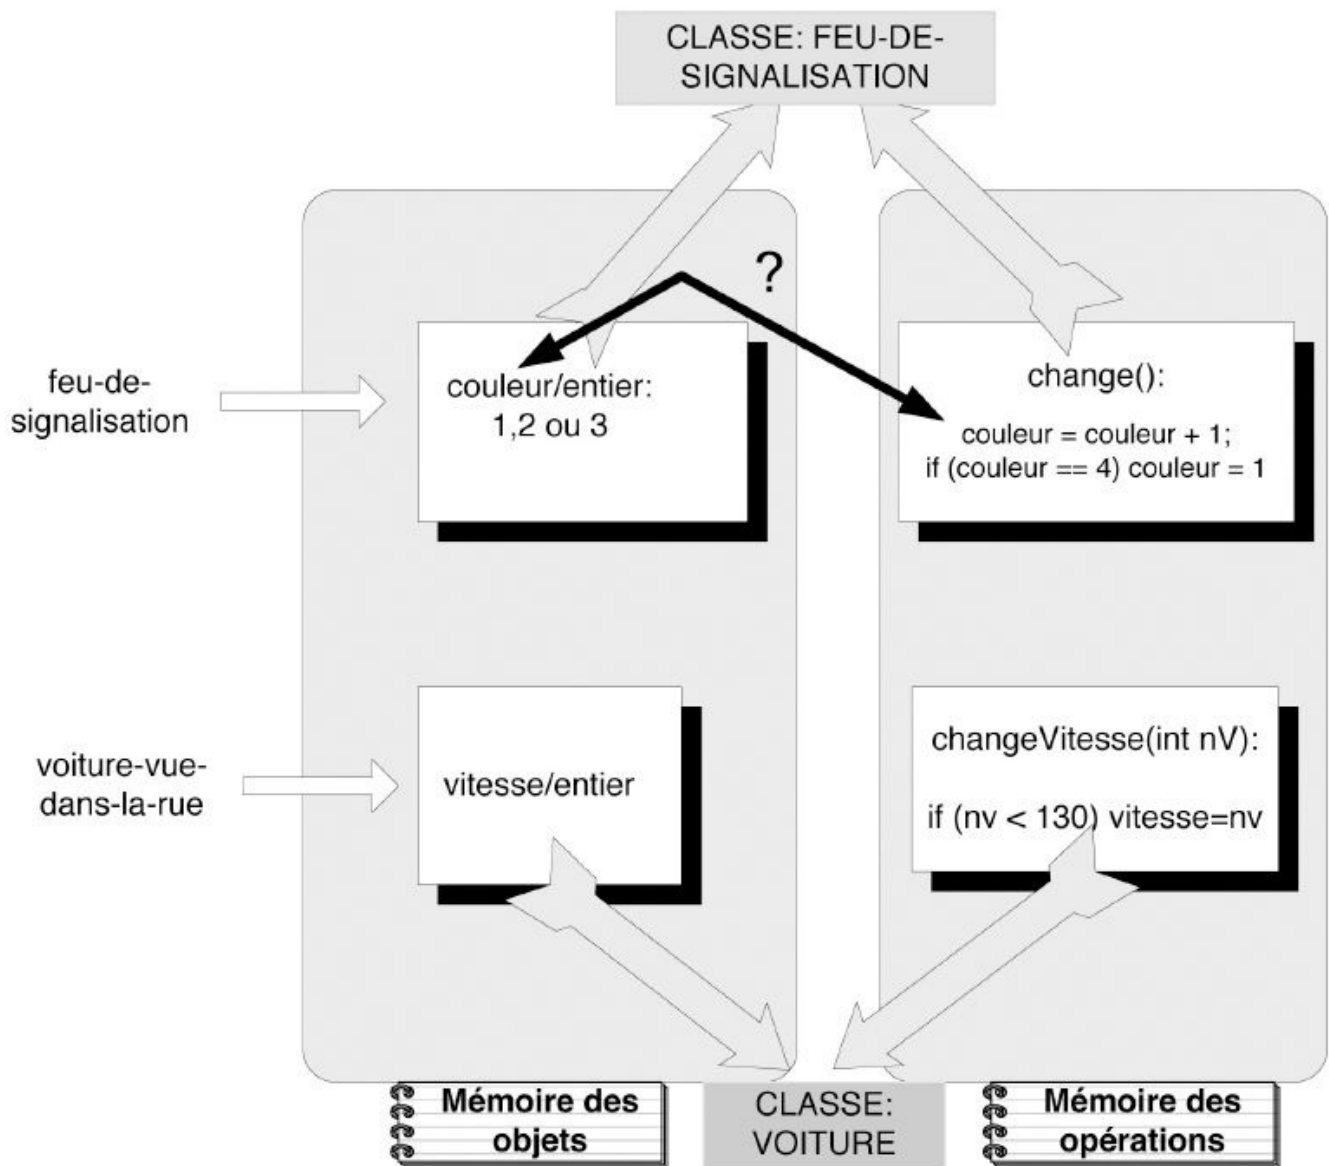 CLASSE: FEU-DE-
SIGNALISATION
?
feu-de-
signalisation
couleur/entier:
1,2 ou 3
change():
couleur = couleur + 1;
if (couleur == 4) couleur = 1
voiture-vue-
dans-la-rue
vitesse/entier
changeVitesse(int nV):
if (nv < 130) vitesse=nv
Mémoire des
objets
CLASSE:
VOITURE
Mémoire des
opérations